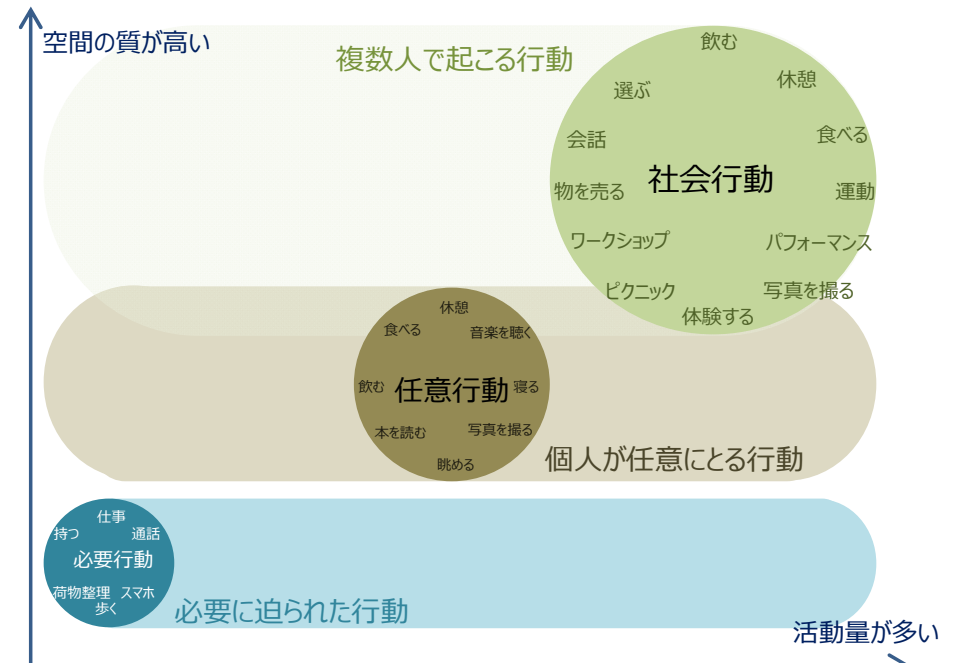 空間の質が高い
複数人で起こる行動
飲む
休憩
選ぶ
食べる
会話
社会行動
物を売る
運動
ワークショップ
パフォーマンス
ピクニック
写真を撮る
体験する
休憩
食べる
音楽を聴く
飲む
任意行動
寝る
本を読む
写真を撮る
眺める
個人が任意にとる行動
仕事
持つ
通話
必要行動
荷物整理
スマホ
歩く
必要に迫られた行動
活動量が多い